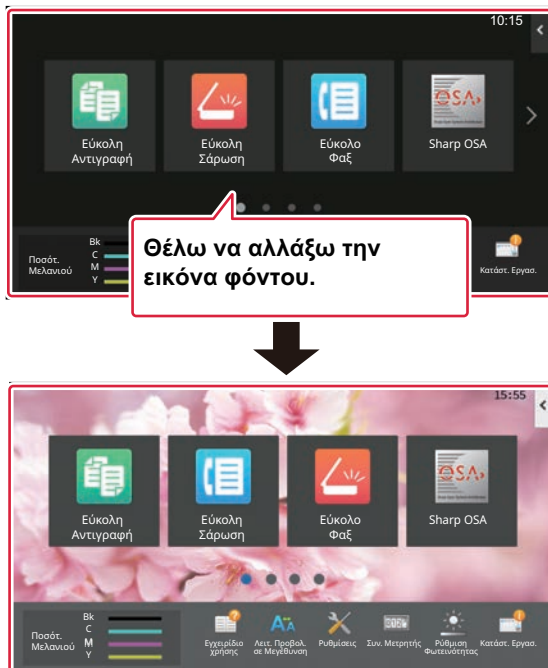 10:15
Εύκολη
Αντιγραφή
Εύκολη
Σάρωση
Εύκολο
Φαξ
Sharp OSA
Ποσότ.
Μελανιού
Bk
C
M
Y
Θέλω να αλλάξω την
εικόνα φόντου.
Κατάστ. Εργασ.
15:55
Εύκολη
Αντιγραφή
Εύκολη
Σάρωση
Εύκολο
Φαξ
Sharp OSA
Ποσότ.
Μελανιού
Bk
C
M
Y
Εγχειρίδιο
χρήσης
Λειτ. Προβολ.
σε Μεγέθυνση
Ρυθμίσεις
Συν. Μετρητής
Ρύθμιση
Φωτεινότητας
Κατάστ. Εργασ.